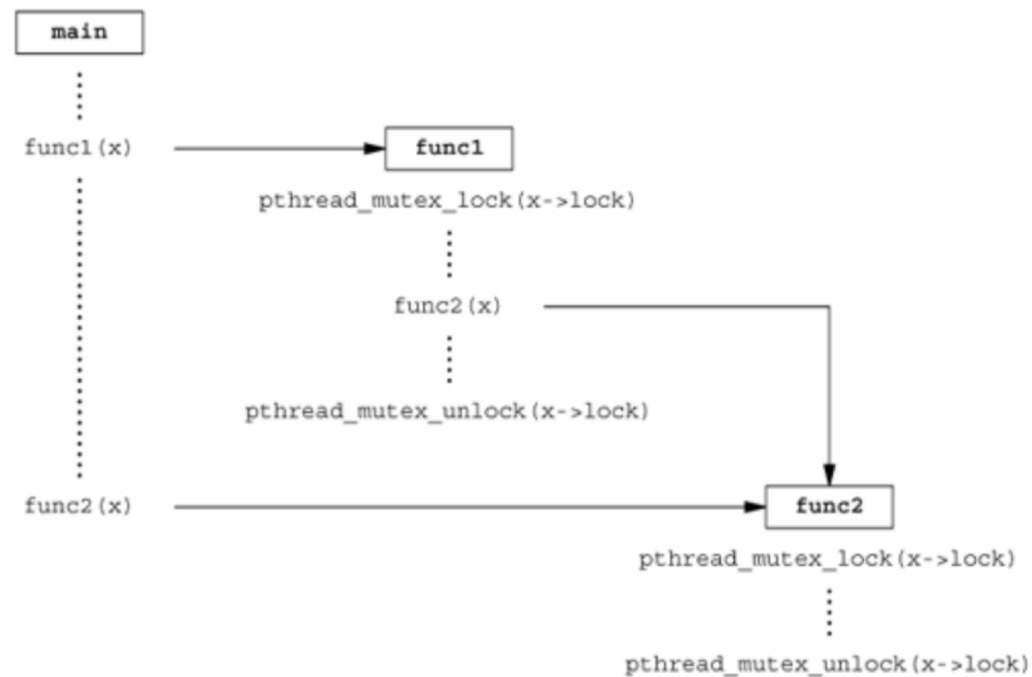 main
func1(x)
func1
pthread_mutex_lock(x->lock)
func2(x)
pthread_mutex_unlock(x->lock)
func2(x)
func2
pthread_mutex_lock(x->lock)
pthread_mutex_unlock(x->lock)